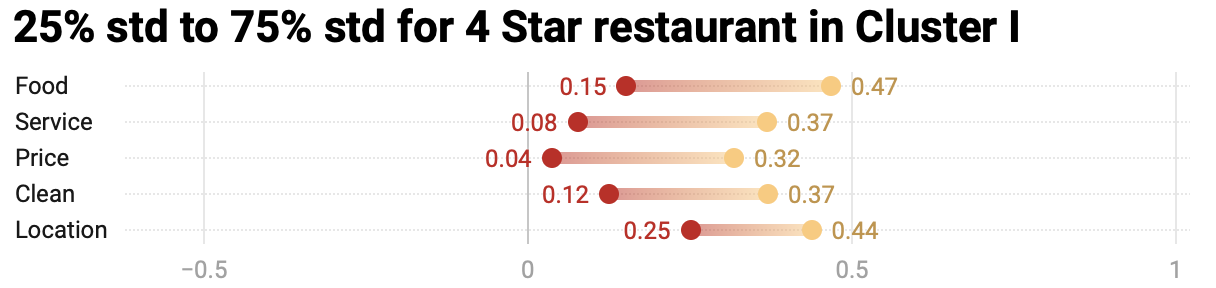 25% std to 75% std for 4 Star restaurant in Cluster I
Food 0.15 0.47
Service 0.08 0.37
Price 0.04 0.32
Clean 0.12 0.37
Location 0.25 0.44
−0.5 0 0.5 1